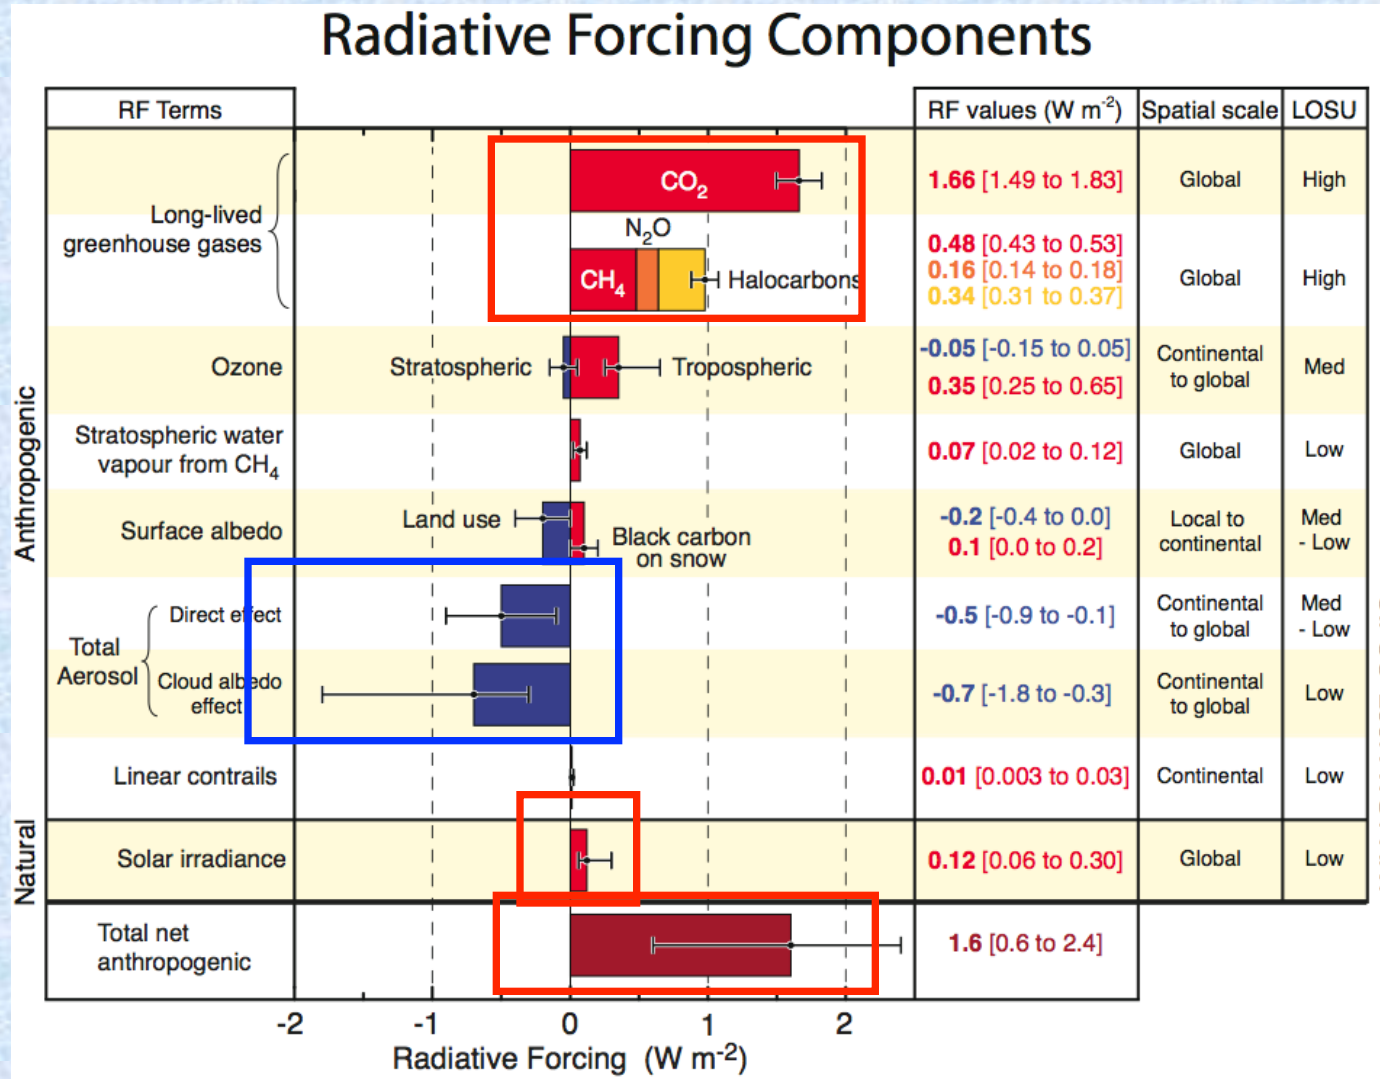 Radiative Forcing Components
RF Terms
RF values (W m-2)
Spatial scale
LOSU
Anthropogenic
Long-lived
greenhouse gases
CO2
1.66 [1.49 to 1.83]
Global
High
N2O
CH4
Halocarbons
0.48 [0.43 to 0.53]
0.16 [0.14 to 0.18]
0.34 [0.31 to 0.37]
Global
High
Ozone
Stratospheric
Tropospheric
-0.05 [-0.15 to 0.05]
0.35 [0.25 to 0.65]
Continental
to global
Med
Stratospheric water
vapour from CH4
0.07 [0.02 to 0.12]
Global
Low
Surface albedo
Land use
Black carbon
on snow
-0.2 [-0.4 to 0.0]
0.1 [0.0 to 0.2]
Local to
continental
Med
- Low
Total
Aerosol
Direct effect
-0.5 [-0.9 to -0.1]
Continental
to global
Med
- Low
Cloud albedo
effect
-0.7 [-1.8 to -0.3]
Continental
to global
Low
Linear contrails
0.01 [0.003 to 0.03]
Continental
Low
Natural
Solar irradiance
0.12 [0.06 to 0.30]
Global
Low
Total net
anthropogenic
1.6 [0.6 to 2.4]
-2
-1
0
1
2
Radiative Forcing (W m-2)